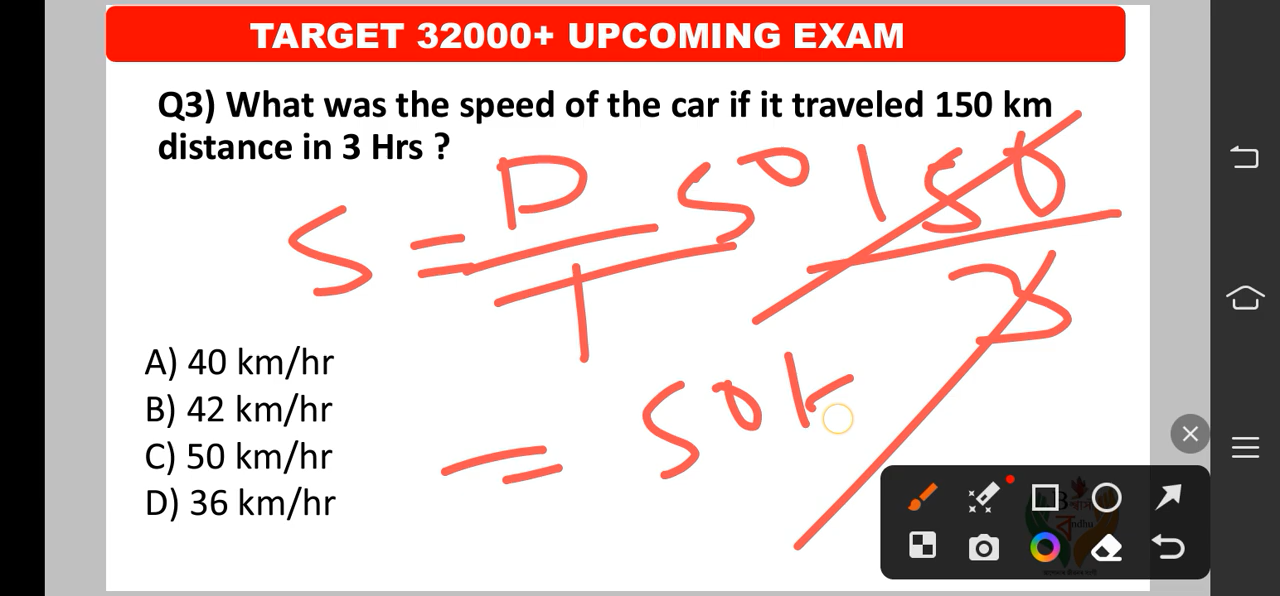 TARGET 32000+ UPCOMING EXAM
Q3) What was the speed of the car if it traveled 150 km
distance in 3 Hrs ?
S = D 50 150
T 3
A) 40 km/hr
B) 42 km/hr
C) 50 km/hr
D) 36 km/hr
= 50 k